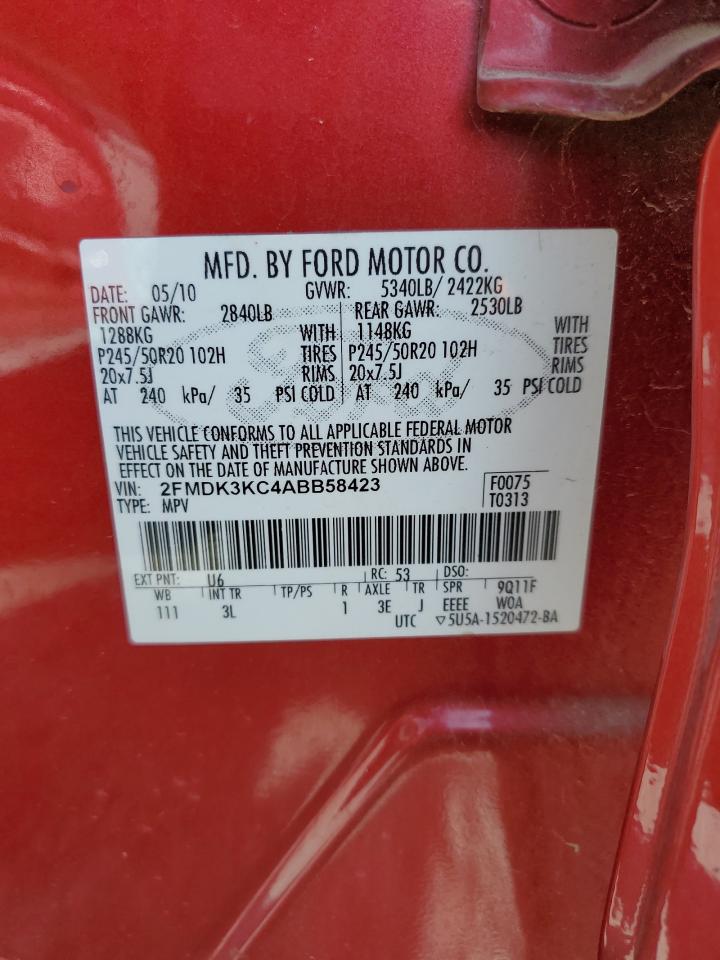 MFD. BY FORD MOTOR CO.
DATE: 05/10 GVWR: 5340LB/ 2422KG
FRONT GAWR: 2840LB REAR GAWR: 2530LB
1288KG WITH 1148KG WITH
P245/50R20 102H TIRES P245/50R20 102H TIRES
20x7.5J RIMS 20x7.5J RIMS
AT 240 kPa/ 35 PSI COLD AT 240 kPa/ 35 PSI COLD
THIS VEHICLE CONFORMS TO ALL APPLICABLE FEDERAL MOTOR
VEHICLE SAFETY AND THEFT PREVENTION STANDARDS IN
EFFECT ON THE DATE OF MANUFACTURE SHOWN ABOVE.
VIN: 2FMDK3KC4ABB58423 F0075
TYPE: MPV T0313
EXT PNT: U6 RC: 53 DSO:
WB INT TR TP/PS R AXLE TR SPR 9Q11F
111 3L 1 3E J EEEE WOA
UTC ▽5U5A-1520472-BA